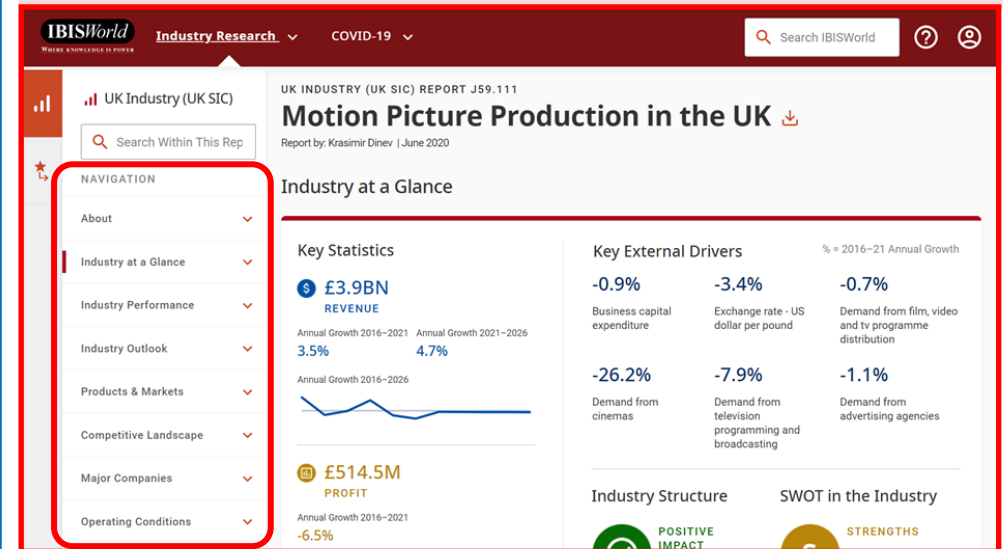 IBISWorld
WHERE KNOWLEDGE IS POWER
Industry Research
COVID-19
Search IBISWorld
UK Industry (UK SIC)
Search Within This Rep
NAVIGATION
About
Industry at a Glance
Industry Performance
Industry Outlook
Products & Markets
Competitive Landscape
Major Companies
Operating Conditions
UK INDUSTRY (UK SIC) REPORT J59.111
Motion Picture Production in the UK
Report by: Krasimir Dinev | June 2020
Industry at a Glance
Key Statistics
$ £3.9BN
REVENUE
Annual Growth 2016–2021 Annual Growth 2021–2026
3.5% 4.7%
Annual Growth 2016–2026
£514.5M
PROFIT
Annual Growth 2016–2021
-6.5%
Key External Drivers
% = 2016–21 Annual Growth
-0.9%
Business capital
expenditure
-3.4%
Exchange rate - US
dollar per pound
-0.7%
Demand from film, video
and tv programme
distribution
-26.2%
Demand from
cinemas
-7.9%
Demand from
television
programming and
broadcasting
-1.1%
Demand from
advertising agencies
Industry Structure
POSITIVE
IMPACT
SWOT in the Industry
STRENGTHS